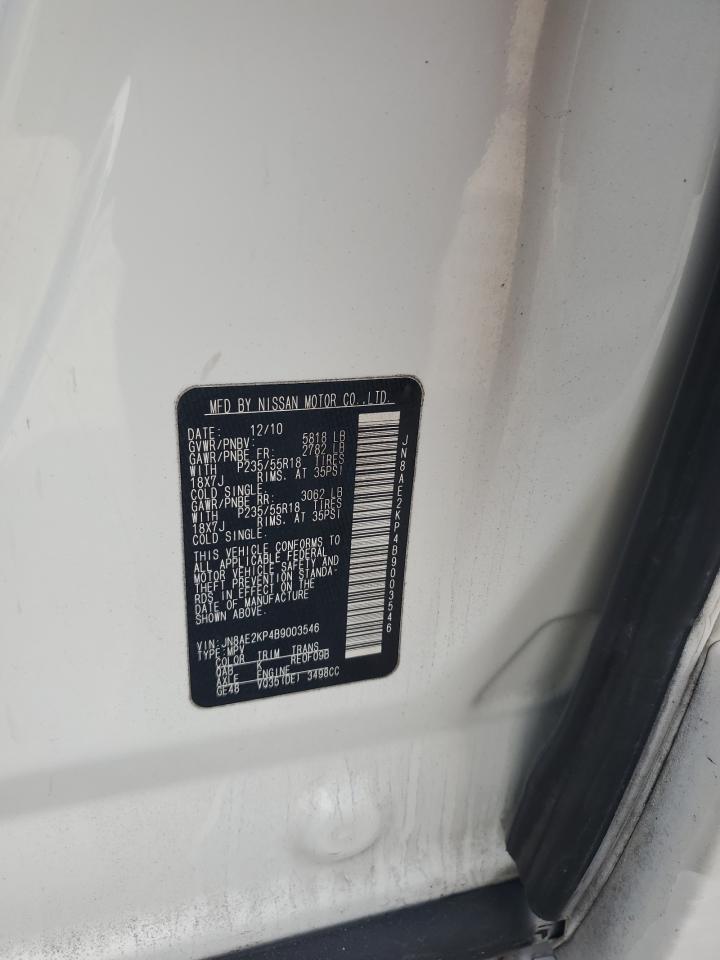 MFD BY NISSAN MOTOR CO.,LTD.
DATE: 12/10
GVWR/PNBV: 5818 LB
GAWR/PNBE FR: 2782 LB
WITH P235/55R18 TIRES
18X7J RIMS. AT 35PSI
COLD SINGLE.
GAWR/PNBE RR: 3062 LB
WITH P235/55R18 TIRES
18X7J RIMS. AT 35PSI
COLD SINGLE.
THIS VEHICLE CONFORMS TO
ALL APPLICABLE FEDERAL
MOTOR VEHICLE SAFETY AND
THEFT PREVENTION STANDA-
RDS IN EFFECT ON THE
DATE OF MANUFACTURE
SHOWN ABOVE.
VIN: JN8AE2KP4B9003546
TYPE: MPV
COLOR TRIM TRANS
QAB K RE0F09B
AXLE ENGINE
GE48 VQ35(DE) 3498CC
JN8AE2KP4B9003546